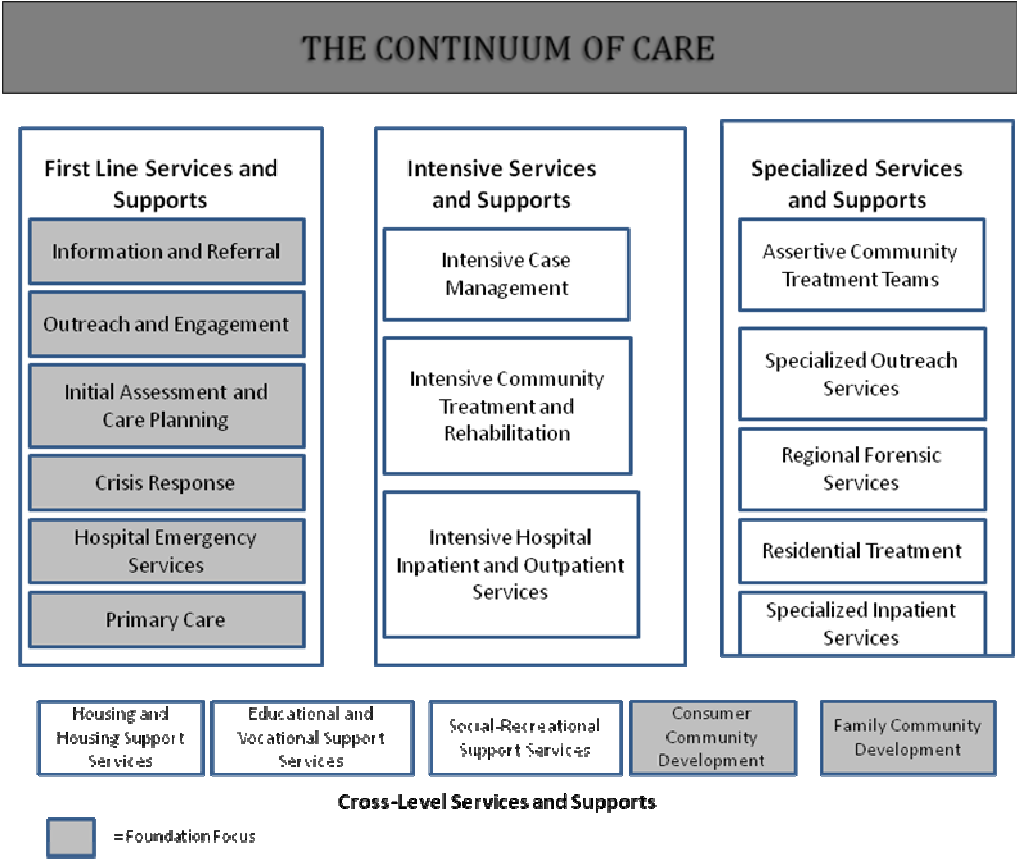 THE CONTINUUM OF CARE
First Line Services and
Supports
Information and Referral
Outreach and Engagement
Initial Assessment and
Care Planning
Crisis Response
Hospital Emergency
Services
Primary Care
Intensive Services
and Supports
Intensive Case
Management
Intensive Community
Treatment and
Rehabilitation
Intensive Hospital
Inpatient and Outpatient
Services
Specialized Services
and Supports
Assertive Community
Treatment Teams
Specialized Outreach
Services
Regional Forensic
Services
Residential Treatment
Specialized Inpatient
Services
Housing and
Housing Support
Services
Educational and
Vocational Support
Services
Social-Recreational
Support Services
Consumer
Community
Development
Family Community
Development
Cross-Level Services and Supports
= Foundation Focus